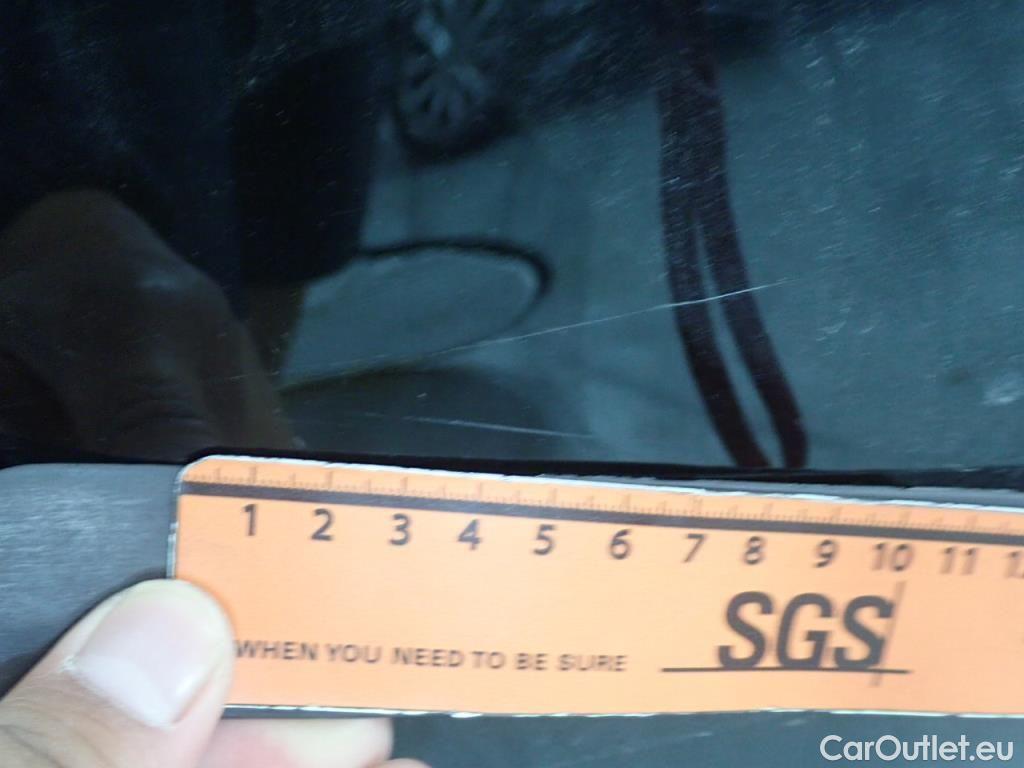 1 2 3 4 5 6 7 8 9 10 11
WHEN YOU NEED TO BE SURE SGS
CarOutlet.eu